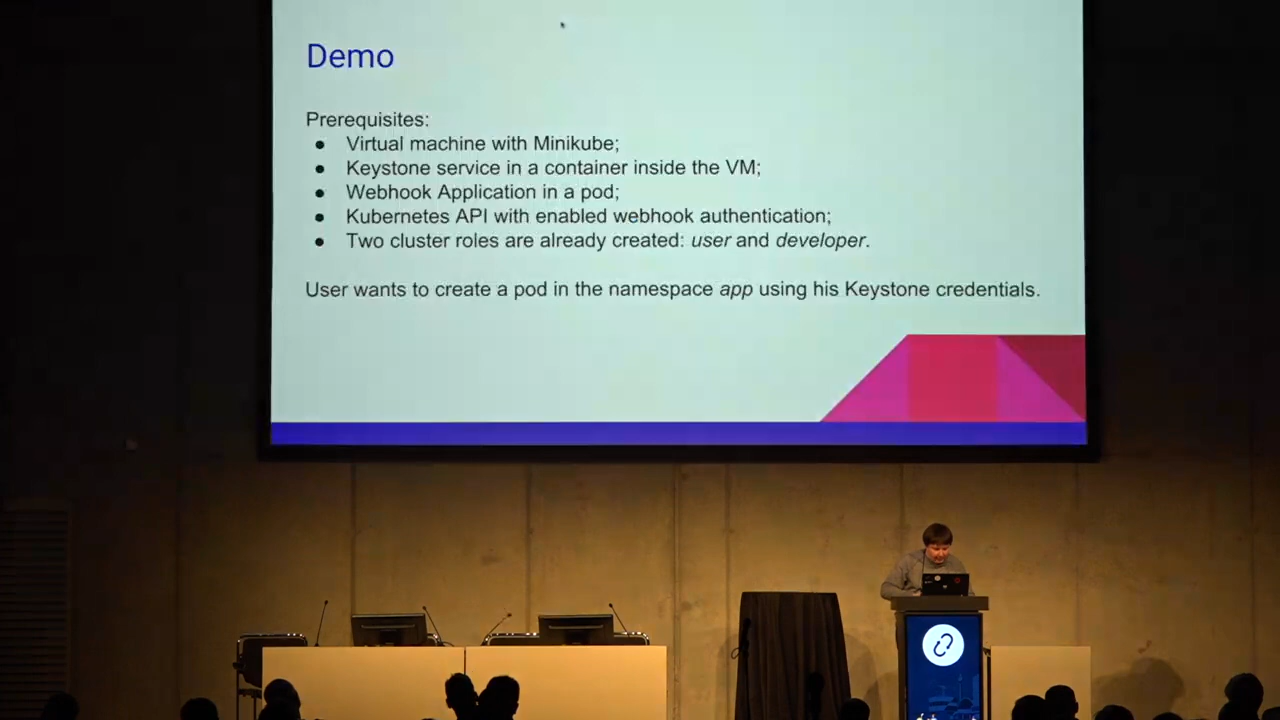 Demo
Prerequisites:
● Virtual machine with Minikube;
● Keystone service in a container inside the VM;
● Webhook Application in a pod;
● Kubernetes API with enabled webhook authentication;
● Two cluster roles are already created: user and developer.
User wants to create a pod in the namespace app using his Keystone credentials.